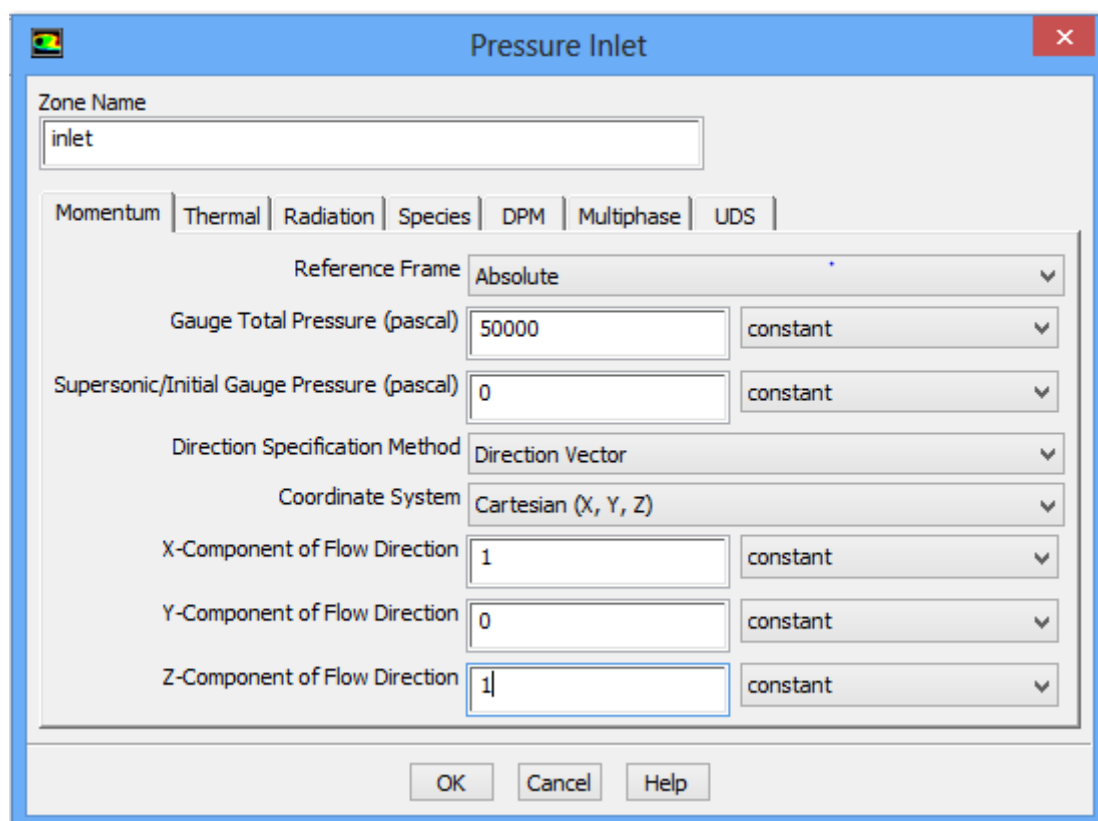 Pressure Inlet
Zone Name
inlet
Momentum Thermal Radiation Species DPM Multiphase UDS
Reference Frame Absolute
Gauge Total Pressure (pascal) 50000 constant
Supersonic/Initial Gauge Pressure (pascal) 0 constant
Direction Specification Method Direction Vector
Coordinate System Cartesian (X, Y, Z)
X-Component of Flow Direction 1 constant
Y-Component of Flow Direction 0 constant
Z-Component of Flow Direction 1 constant
OK Cancel Help